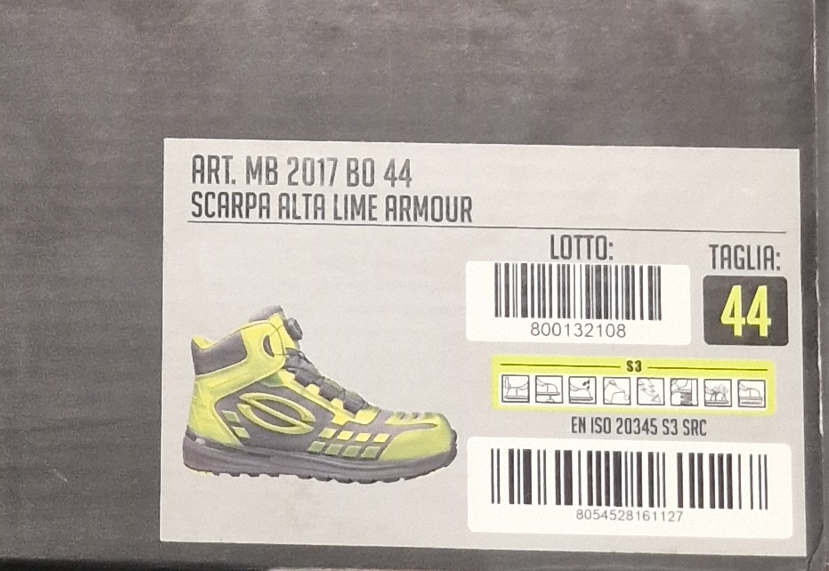 ART. MB 2017 BO 44
SCARPA ALTA LIME ARMOUR
LOTTO:
800132108
TAGLIA:
44
S3
EN ISO 20345 S3 SRC
8054528161127